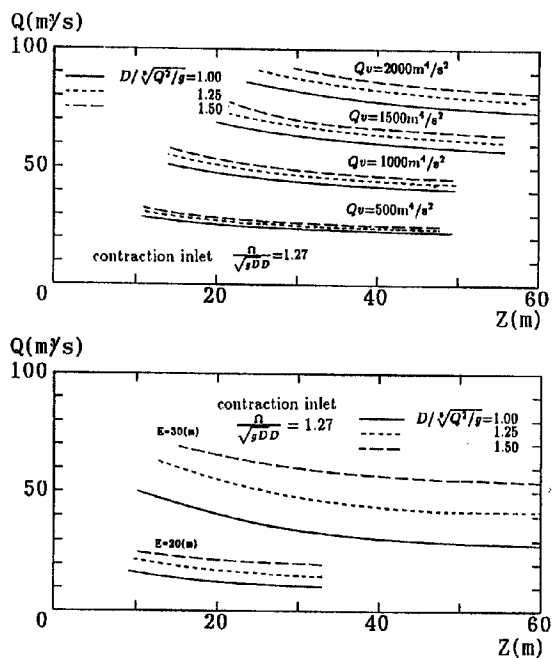 Q(m³/s)
100
D/⁵√Q²/g=1.00
1.25
1.50
Qv=2000m⁴/s²
Qv=1500m⁴/s²
50
Qv=1000m⁴/s²
Qv=500m⁴/s²
contraction inlet Ω/√gDD=1.27
0
20
40
60
Z(m)
Q(m³/s)
100
contraction inlet
Ω/√gDD = 1.27
D/⁵√Q²/g=1.00
1.25
1.50
E=30(m)
50
E=20(m)
0
20
40
60
Z(m)